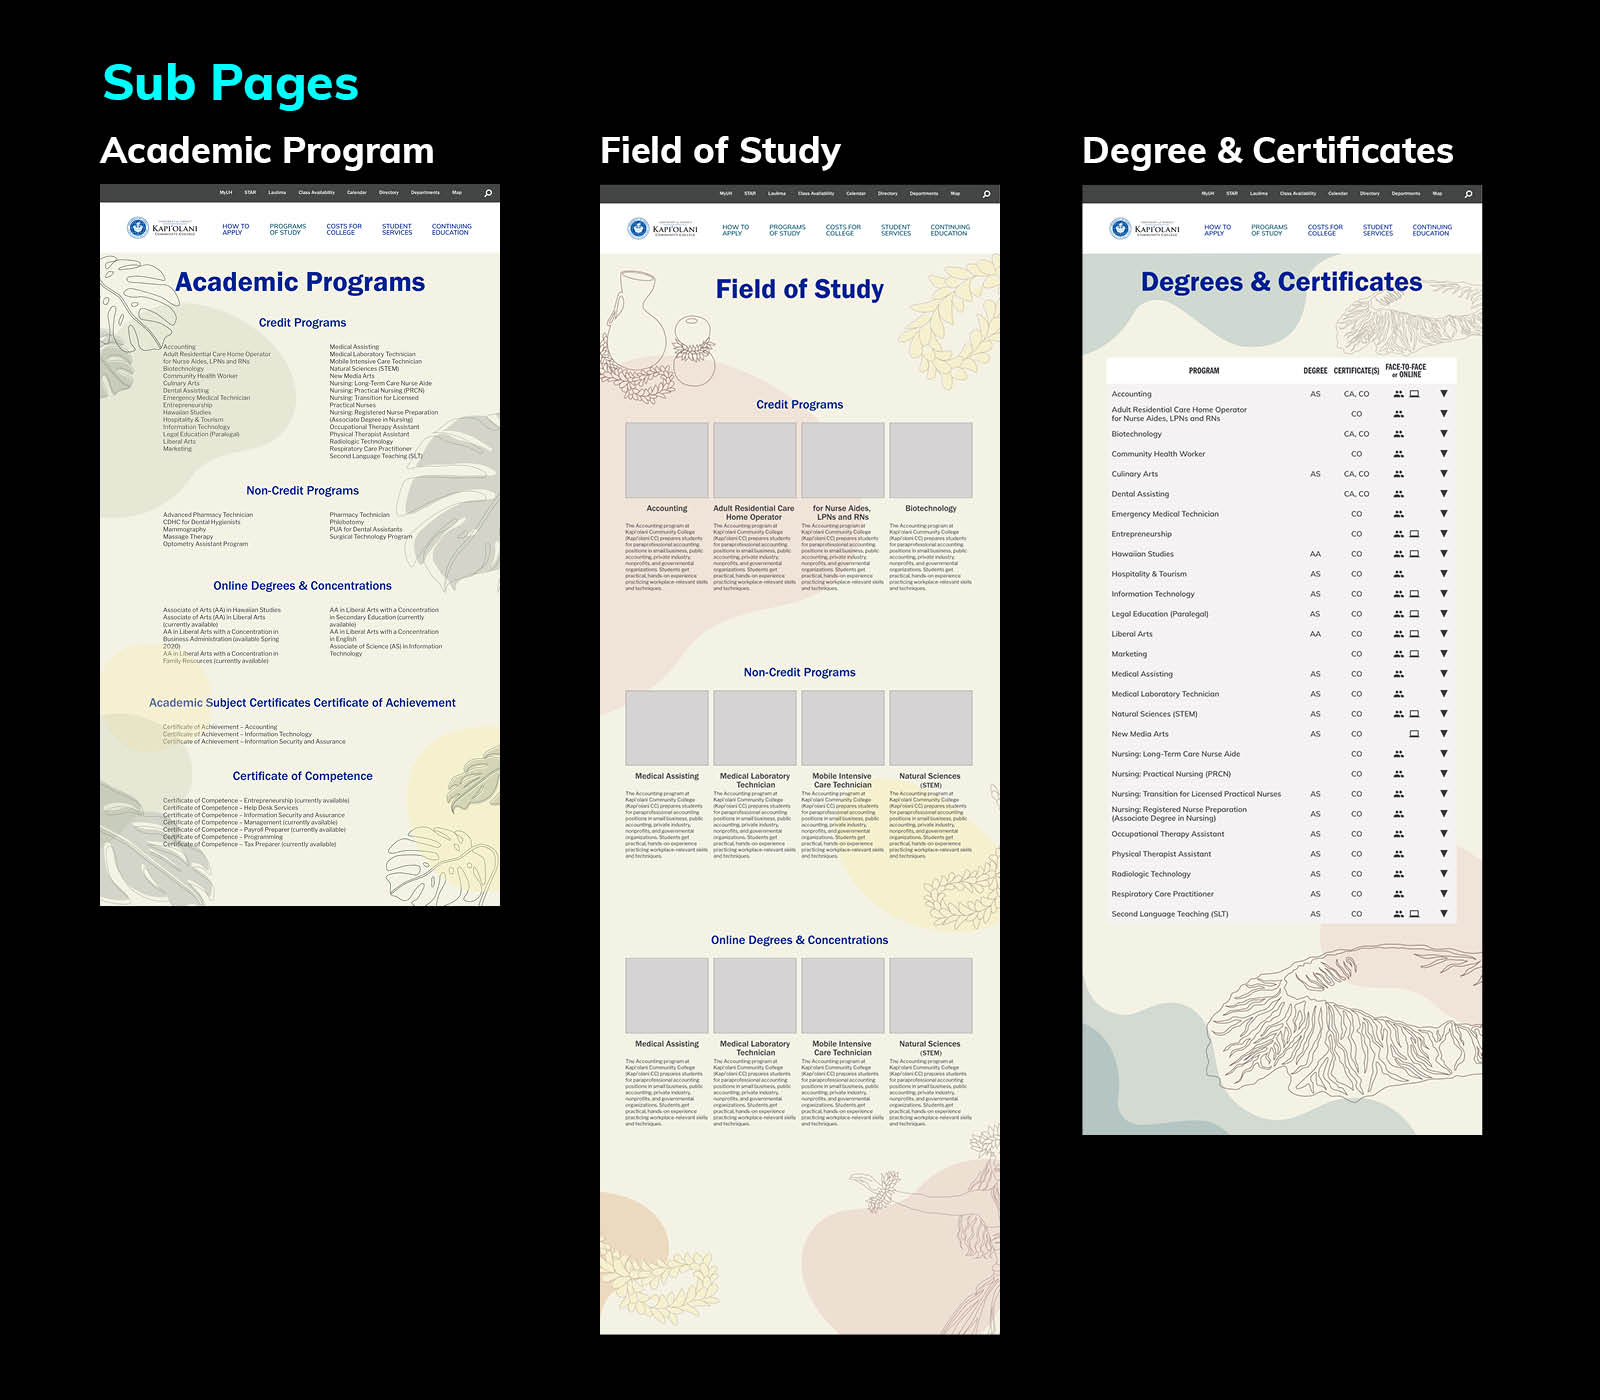 Sub Pages
Academic Program
MyUH STAR Laulima Class Availability Calendar Directory Departments Map
KAPI'OLANI
COMMUNITY COLLEGE
HOW TO APPLY
PROGRAMS OF STUDY
COSTS FOR COLLEGE
STUDENT SERVICES
CONTINUING EDUCATION
Academic Programs
Credit Programs
Accounting
Adult Residential Care Home Operator
for Nurse Aides, LPNs and RNs
Biotechnology
Community Health Worker
Culinary Arts
Dental Assisting
Emergency Medical Technician
Entrepreneurship
Hawaiian Studies
Hospitality & Tourism
Information Technology
Legal Education (Paralegal)
Liberal Arts
Marketing
Medical Assisting
Medical Laboratory Technician
Mobile Intensive Care Technician
Natural Sciences (STEM)
New Media Arts
Nursing: Long-Term Care Nurse Aide
Nursing: Practical Nursing (PRCN)
Nursing: Transition for Licensed
Practical Nurses
Nursing: Registered Nurse Preparation
(Associate Degree in Nursing)
Occupational Therapy Assistant
Physical Therapist Assistant
Radiologic Technology
Respiratory Care Practitioner
Second Language Teaching (SLT)
Non-Credit Programs
Advanced Pharmacy Technician
CDHC for Dental Hygienists
Mammography
Massage Therapy
Optometry Assistant Program
Pharmacy Technician
Phlebotomy
PUA for Dental Assistants
Surgical Technology Program
Online Degrees & Concentrations
Associate of Arts (AA) in Hawaiian Studies
Associate of Arts (AA) in Liberal Arts
(currently available)
AA in Liberal Arts with a Concentration in
Business Administration (available Spring
2020)
AA in Liberal Arts with a Concentration in
Family Resources (currently available)
AA in Liberal Arts with a Concentration
in Secondary Education (currently
available)
AA in Liberal Arts with a Concentration
in English
Associate of Science (AS) in Information
Technology
Academic Subject Certificates Certificate of Achievement
Certificate of Achievement – Accounting
Certificate of Achievement – Information Technology
Certificate of Achievement – Information Security and Assurance
Certificate of Competence
Certificate of Competence – Entrepreneurship (currently available)
Certificate of Competence – Help Desk Services
Certificate of Competence – Information Security and Assurance
Certificate of Competence – Management (currently available)
Certificate of Competence – Payroll Preparer (currently available)
Certificate of Competence – Programming
Certificate of Competence – Tax Preparer (currently available)
Field of Study
MyUH STAR Laulima Class Availability Calendar Directory Departments Map
KAPI'OLANI
COMMUNITY COLLEGE
HOW TO APPLY
PROGRAMS OF STUDY
COSTS FOR COLLEGE
STUDENT SERVICES
CONTINUING EDUCATION
Field of Study
Credit Programs
Accounting
The Accounting program at
Kapi'olani Community College
(Kapi'olani CC) prepares students
for paraprofessional accounting
positions in small business, public
accounting, private industry,
nonprofits, and governmental
organizations. Students get
practical, hands-on experience
practicing workplace-relevant skills
and techniques.
Adult Residential Care
Home Operator
The Accounting program at
Kapi'olani Community College
(Kapi'olani CC) prepares students
for paraprofessional accounting
positions in small business, public
accounting, private industry,
nonprofits, and governmental
organizations. Students get
practical, hands-on experience
practicing workplace-relevant skills
and techniques.
for Nurse Aides,
LPNs and RNs
The Accounting program at
Kapi'olani Community College
(Kapi'olani CC) prepares students
for paraprofessional accounting
positions in small business, public
accounting, private industry,
nonprofits, and governmental
organizations. Students get
practical, hands-on experience
practicing workplace-relevant skills
and techniques.
Biotechnology
The Accounting program at
Kapi'olani Community College
(Kapi'olani CC) prepares students
for paraprofessional accounting
positions in small business, public
accounting, private industry,
nonprofits, and governmental
organizations. Students get
practical, hands-on experience
practicing workplace-relevant skills
and techniques.
Non-Credit Programs
Medical Assisting
The Accounting program at
Kapi'olani Community College
(Kapi'olani CC) prepares students
for paraprofessional accounting
positions in small business, public
accounting, private industry,
nonprofits, and governmental
organizations. Students get
practical, hands-on experience
practicing workplace-relevant skills
and techniques.
Medical Laboratory
Technician
The Accounting program at
Kapi'olani Community College
(Kapi'olani CC) prepares students
for paraprofessional accounting
positions in small business, public
accounting, private industry,
nonprofits, and governmental
organizations. Students get
practical, hands-on experience
practicing workplace-relevant skills
and techniques.
Mobile Intensive
Care Technician
The Accounting program at
Kapi'olani Community College
(Kapi'olani CC) prepares students
for paraprofessional accounting
positions in small business, public
accounting, private industry,
nonprofits, and governmental
organizations. Students get
practical, hands-on experience
practicing workplace-relevant skills
and techniques.
Natural Sciences
(STEM)
The Accounting program at
Kapi'olani Community College
(Kapi'olani CC) prepares students
for paraprofessional accounting
positions in small business, public
accounting, private industry,
nonprofits, and governmental
organizations. Students get
practical, hands-on experience
practicing workplace-relevant skills
and techniques.
Online Degrees & Concentrations
Medical Assisting
The Accounting program at
Kapi'olani Community College
(Kapi'olani CC) prepares students
for paraprofessional accounting
positions in small business, public
accounting, private industry,
nonprofits, and governmental
organizations. Students get
practical, hands-on experience
practicing workplace-relevant skills
and techniques.
Medical Laboratory
Technician
The Accounting program at
Kapi'olani Community College
(Kapi'olani CC) prepares students
for paraprofessional accounting
positions in small business, public
accounting, private industry,
nonprofits, and governmental
organizations. Students get
practical, hands-on experience
practicing workplace-relevant skills
and techniques.
Mobile Intensive
Care Technician
The Accounting program at
Kapi'olani Community College
(Kapi'olani CC) prepares students
for paraprofessional accounting
positions in small business, public
accounting, private industry,
nonprofits, and governmental
organizations. Students get
practical, hands-on experience
practicing workplace-relevant skills
and techniques.
Natural Sciences
(STEM)
The Accounting program at
Kapi'olani Community College
(Kapi'olani CC) prepares students
for paraprofessional accounting
positions in small business, public
accounting, private industry,
nonprofits, and governmental
organizations. Students get
practical, hands-on experience
practicing workplace-relevant skills
and techniques.
Degree & Certificates
MyUH STAR Laulima Class Availability Calendar Directory Departments Map
KAPI'OLANI
COMMUNITY COLLEGE
HOW TO APPLY
PROGRAMS OF STUDY
COSTS FOR COLLEGE
STUDENT SERVICES
CONTINUING EDUCATION
Degrees & Certificates
PROGRAM DEGREE CERTIFICATE(S) FACE-TO-FACE or ONLINE
Accounting AS CA, CO
Adult Residential Care Home Operator
for Nurse Aides, LPNs and RNs CO
Biotechnology CA, CO
Community Health Worker CO
Culinary Arts AS CA, CO
Dental Assisting CA, CO
Emergency Medical Technician CO
Entrepreneurship CO
Hawaiian Studies AA CO
Hospitality & Tourism AS CO
Information Technology AS CO
Legal Education (Paralegal) AS CO
Liberal Arts AA CO
Marketing CO
Medical Assisting AS CO
Medical Laboratory Technician AS CO
Natural Sciences (STEM) AS CO
New Media Arts AS CO
Nursing: Long-Term Care Nurse Aide CO
Nursing: Practical Nursing (PRCN) CO
Nursing: Transition for Licensed Practical Nurses AS CO
Nursing: Registered Nurse Preparation
(Associate Degree in Nursing) AS CO
Occupational Therapy Assistant AS CO
Physical Therapist Assistant AS CO
Radiologic Technology AS CO
Respiratory Care Practitioner AS CO
Second Language Teaching (SLT) AS CO